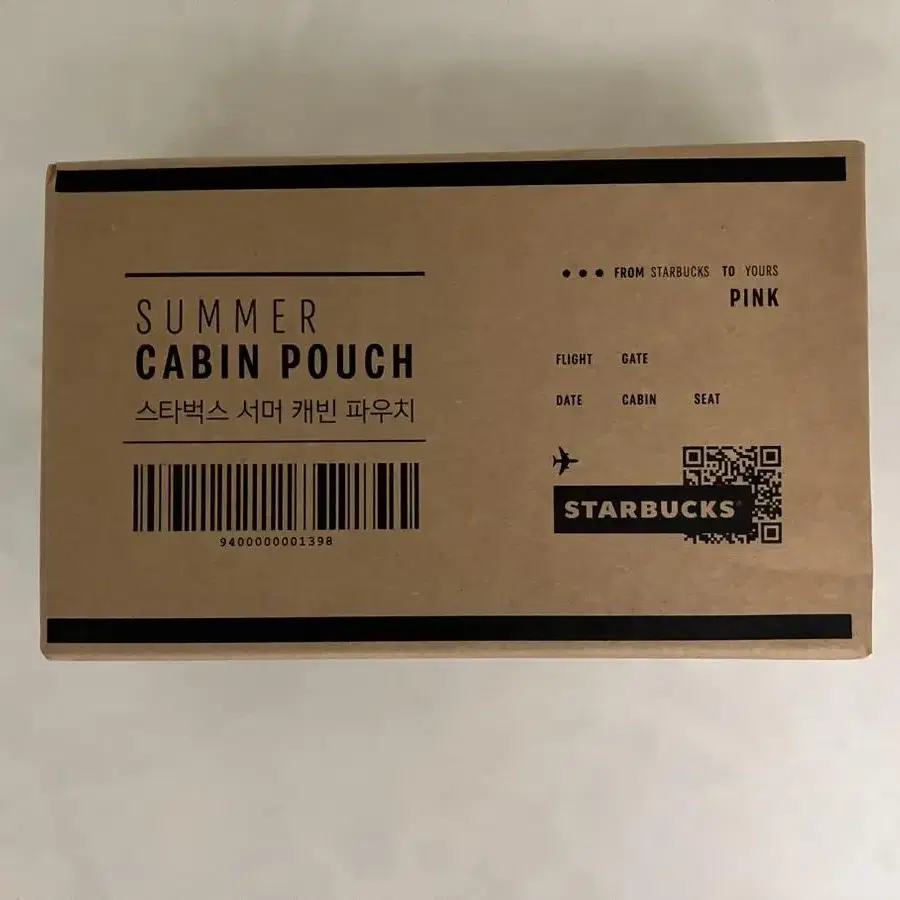 SUMMER
CABIN POUCH
스타벅스 서머 캐빈 파우치
9400000001398
••• FROM STARBUCKS TO YOURS
PINK
FLIGHT GATE
DATE CABIN SEAT
STARBUCKS